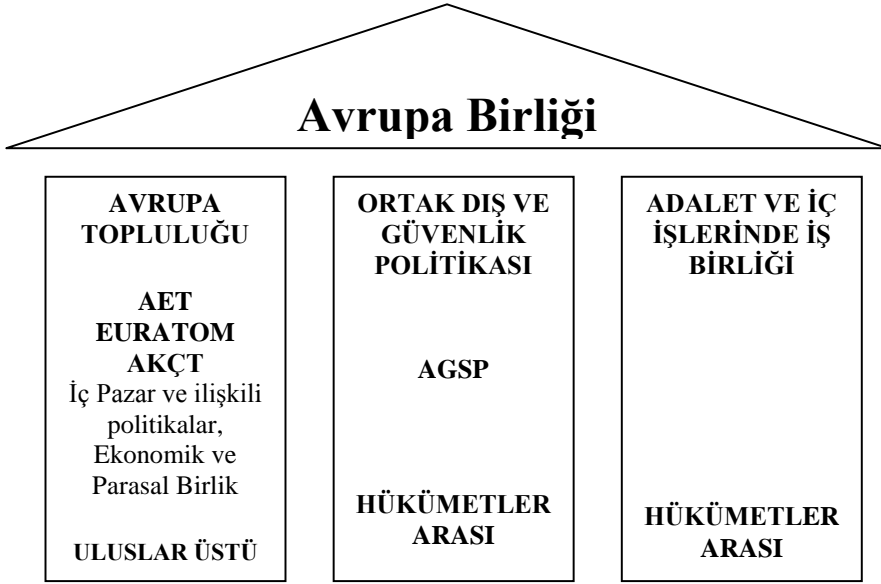 Avrupa Birliği
AVRUPA
TOPLULUĞU
AET
EURATOM
AKÇT
İç Pazar ve ilişkili
politikalar,
Ekonomik ve
Parasal Birlik
ULUSLAR ÜSTÜ
ORTAK DIŞ VE
GÜVENLİK
POLİTİKASI
AGSP
HÜKÜMETLER
ARASI
ADALET VE İÇ
İŞLERİNDE İŞ
BİRLİĞİ
HÜKÜMETLER
ARASI